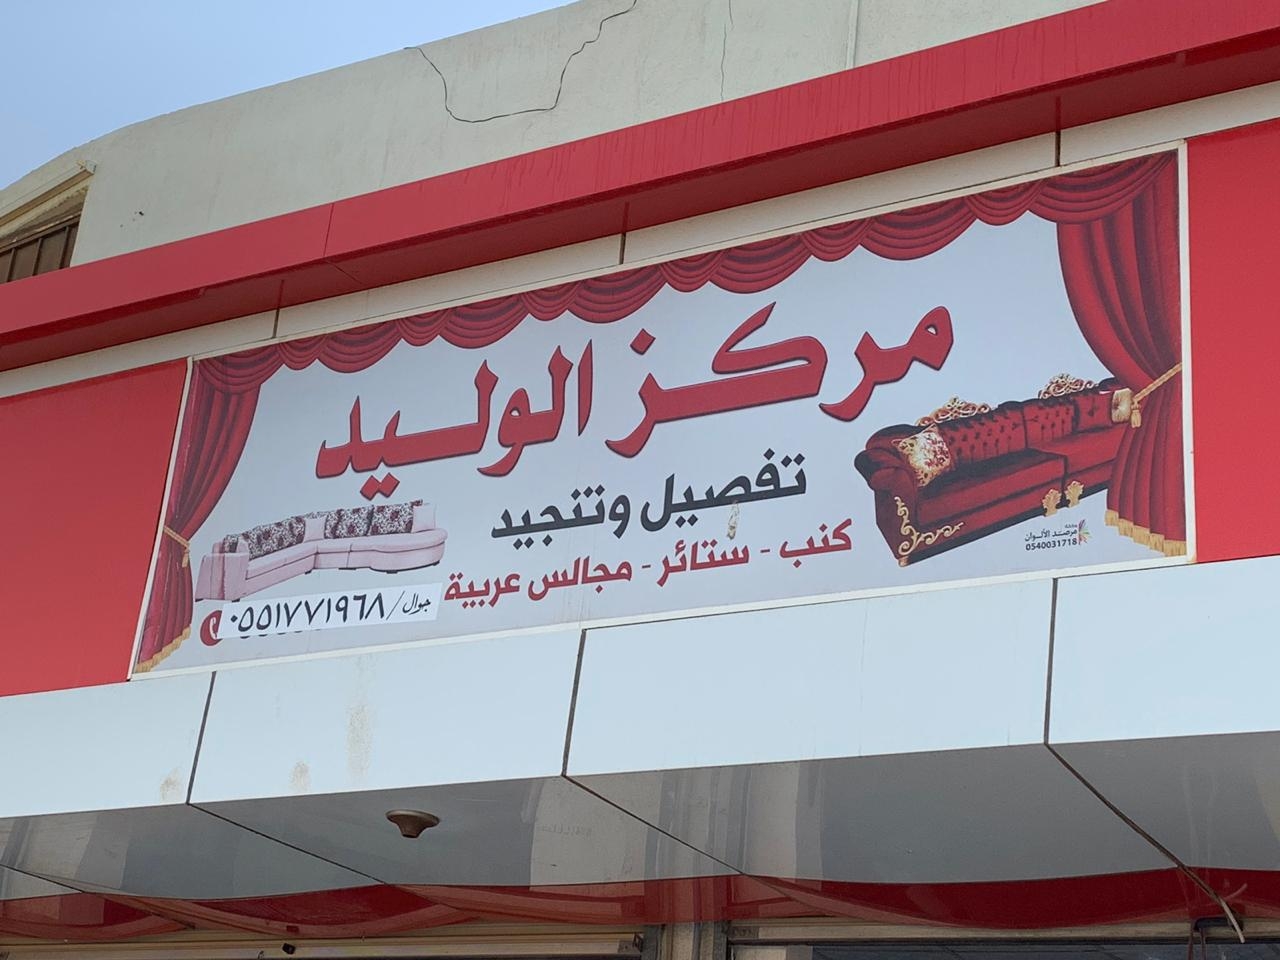 مركز الوليد
تفصيل وتنجيد
كنب - ستائر - مجالس عربية
جوال/ ٠٥٥١٧٧١٩٦٨
مرصد الألوان
0540031718